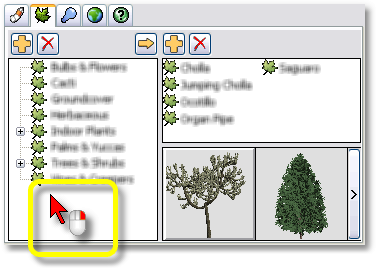 Bulbs & Flowers
Cacti
Groundcover
Herbaceous
Indoor Plants
Palms & Yuccas
Trees & Shrubs
Vines & Creepers
Cholla
Saguaro
Jumping Cholla
Ocotillo
Organ Pipe